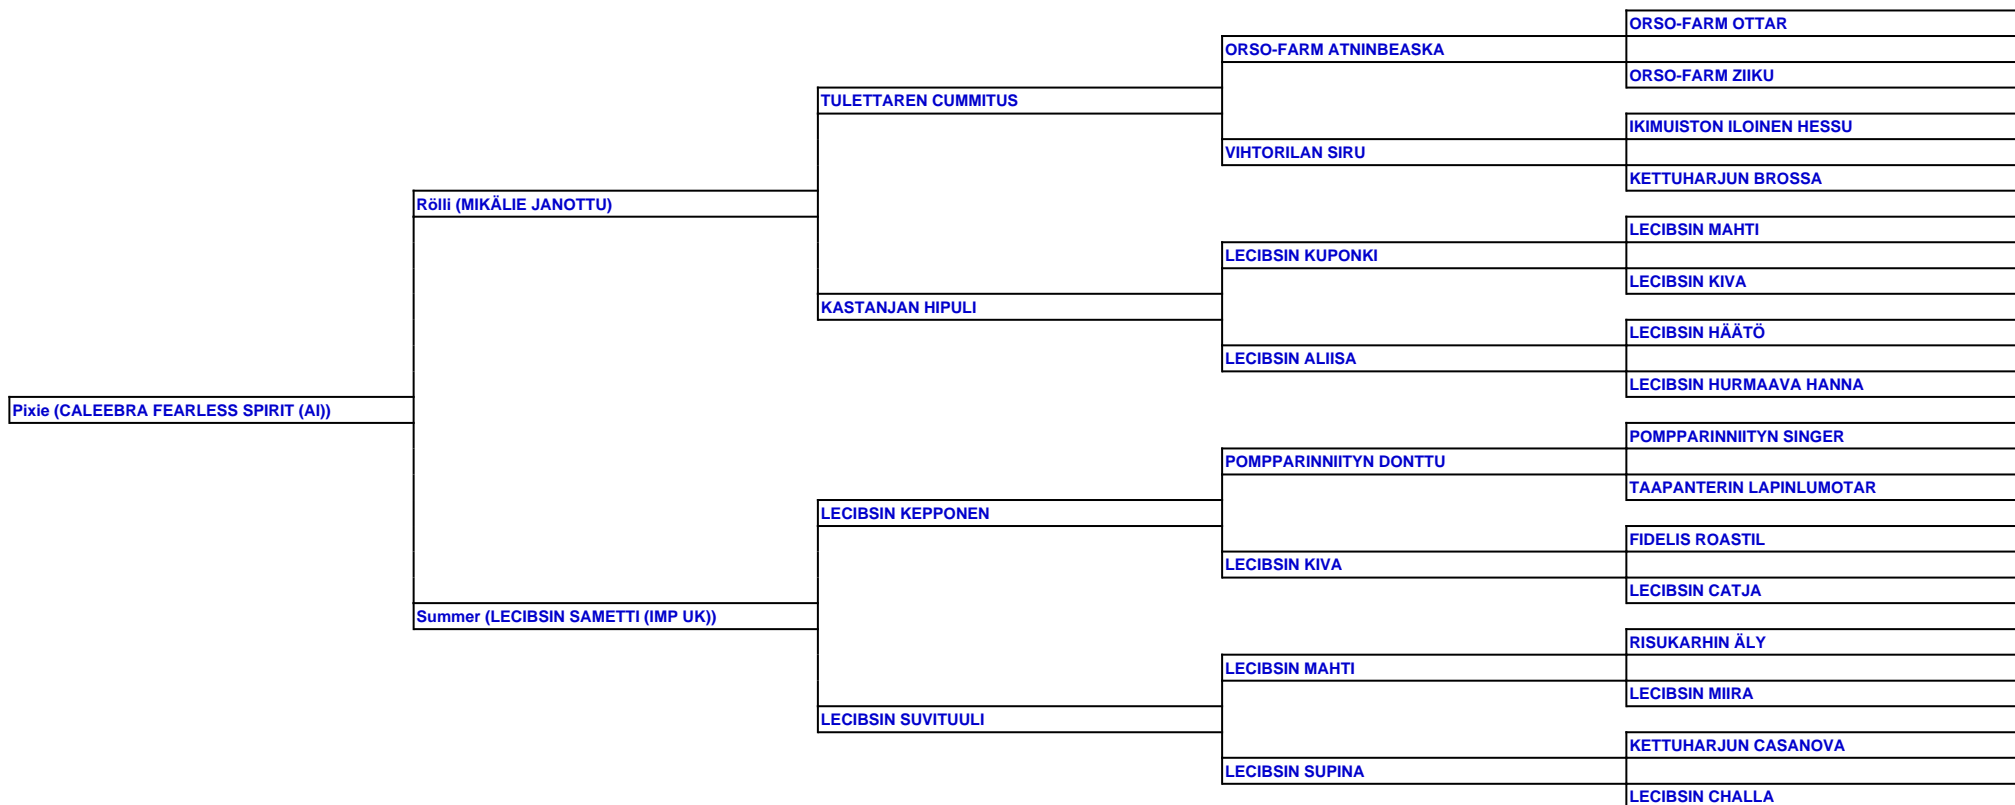 ORSO-FARM OTTAR
ORSO-FARM ATNINBEASKA
ORSO-FARM ZIIKU
TULETTAREN CUMMITUS
IKIMUISTON ILOINEN HESSU
VIHTORILAN SIRU
KETTUHARJUN BROSSA
Rölli (MIKÄLIE JANOTTU)
LECIBSIN MAHTI
LECIBSIN KUPONKI
LECIBSIN KIVA
KASTANJAN HIPULI
LECIBSIN HÄÄTÖ
LECIBSIN ALIISA
LECIBSIN HURMAAVA HANNA
Pixie (CALEEBRA FEARLESS SPIRIT (AI))
POMPPARINNIITYN SINGER
POMPPARINNIITYN DONTTU
TAAPANTERIN LAPINLUMOTAR
LECIBSIN KEPPONEN
FIDELIS ROASTIL
LECIBSIN KIVA
LECIBSIN CATJA
Summer (LECIBSIN SAMETTI (IMP UK))
RISUKARHIN ÄLY
LECIBSIN MAHTI
LECIBSIN MIIRA
LECIBSIN SUVITUULI
KETTUHARJUN CASANOVA
LECIBSIN SUPINA
LECIBSIN CHALLA